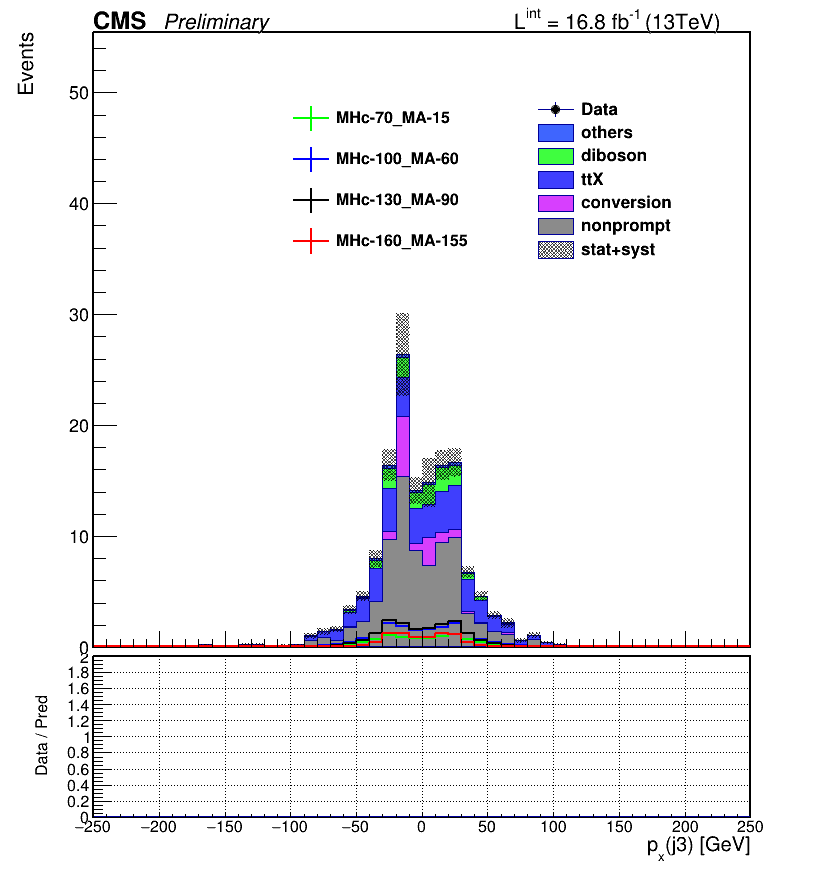 CMS Preliminary L^int = 16.8 fb^-1 (13TeV)
Events
50
40
30
20
10
0
MHc-70_MA-15
MHc-100_MA-60
MHc-130_MA-90
MHc-160_MA-155
Data
others
diboson
ttX
conversion
nonprompt
stat+syst
Data / Pred
2
1.8
1.6
1.4
1.2
1
0.8
0.6
0.4
0.2
0
−250 −200 −150 −100 −50 0 50 100 150 200 250
p_x(j3) [GeV]